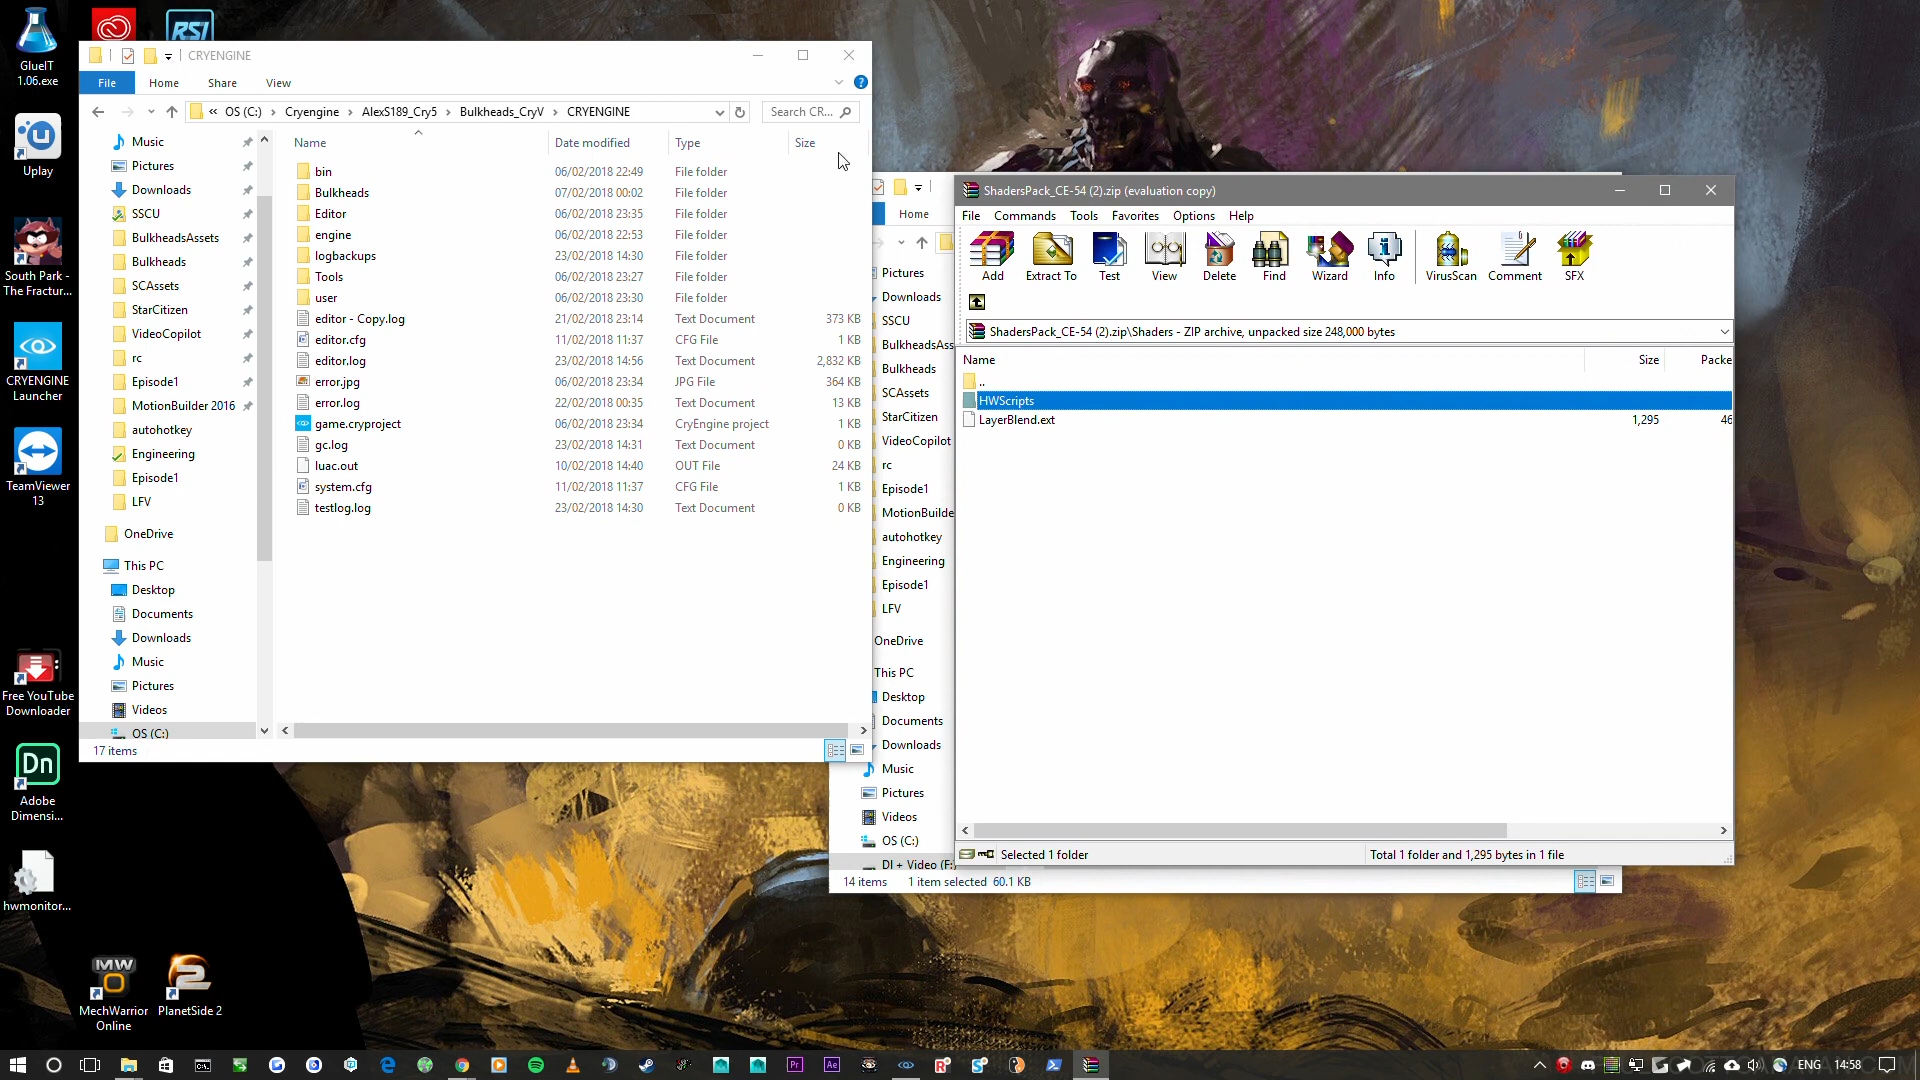 GlueIT
1.06.exe
RSI
Uplay
South Park -
The Fractur...
CRYENGINE
Launcher
TeamViewer
13
Free YouTube
Downloader
Dn
Adobe
Dimensi...
hwmonitor...
MW
O
MechWarrior
Online
2
PlanetSide 2
CRYENGINE
File
Home
Share
View
OS (C:)
Cryengine
AlexS189_Cry5
Bulkheads_CryV
CRYENGINE
Search CR...
Music
Pictures
Downloads
SSCU
BulkheadsAssets
Bulkheads
SCAssets
StarCitizen
VideoCopilot
rc
Episode1
MotionBuilder 2016
autohotkey
Engineering
Episode1
LFV
OneDrive
This PC
Desktop
Documents
Downloads
Music
Pictures
Videos
OS (C:)
Name Date modified Type Size
bin 06/02/2018 22:49 File folder
Bulkheads 07/02/2018 00:02 File folder
Editor 06/02/2018 23:35 File folder
engine 06/02/2018 22:53 File folder
logbackups 23/02/2018 14:30 File folder
Tools 06/02/2018 23:27 File folder
user 06/02/2018 23:30 File folder
editor - Copy.log 21/02/2018 23:14 Text Document 373 KB
editor.cfg 11/02/2018 11:37 CFG File 1 KB
editor.log 23/02/2018 14:56 Text Document 2,832 KB
error.jpg 06/02/2018 23:34 JPG File 364 KB
error.log 22/02/2018 00:35 Text Document 13 KB
game.cryproject 06/02/2018 23:34 CryEngine project 1 KB
gc.log 23/02/2018 14:31 Text Document 0 KB
luac.out 10/02/2018 14:40 OUT File 24 KB
system.cfg 11/02/2018 11:37 CFG File 1 KB
testlog.log 23/02/2018 14:30 Text Document 0 KB
17 items
Home
Pictures
Downloads
SSCU
BulkheadsAss
Bulkheads
SCAssets
StarCitizen
VideoCopilot
rc
Episode1
MotionBuilde
autohotkey
Engineering
Episode1
LFV
OneDrive
This PC
Desktop
Documents
Downloads
Music
Pictures
Videos
OS (C:)
DI + Video (F:
14 items 1 item selected 60.1 KB
ShadersPack_CE-54 (2).zip (evaluation copy)
File Commands Tools Favorites Options Help
Add
Extract To
Test
View
Delete
Find
Wizard
Info
VirusScan
Comment
SFX
ShadersPack_CE-54 (2).zip\Shaders - ZIP archive, unpacked size 248,000 bytes
Name Size Packe
..
HWScripts
LayerBlend.ext 1,295 46
Selected 1 folder
Total 1 folder and 1,295 bytes in 1 file
Pr
Ae
ENG
14:58